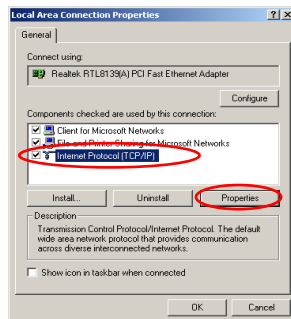 Local Area Connection Properties
General
Connect using:
Realtek RTL8139(A) PCI Fast Ethernet Adapter
Configure
Components checked are used by this connection:
Client for Microsoft Networks
File and Printer Sharing for Microsoft Networks
Internet Protocol (TCP/IP)
Install...
Uninstall
Properties
Description
Transmission Control Protocol/Internet Protocol. The default
wide area network protocol that provides communication
across diverse interconnected networks.
Show icon in taskbar when connected
OK
Cancel